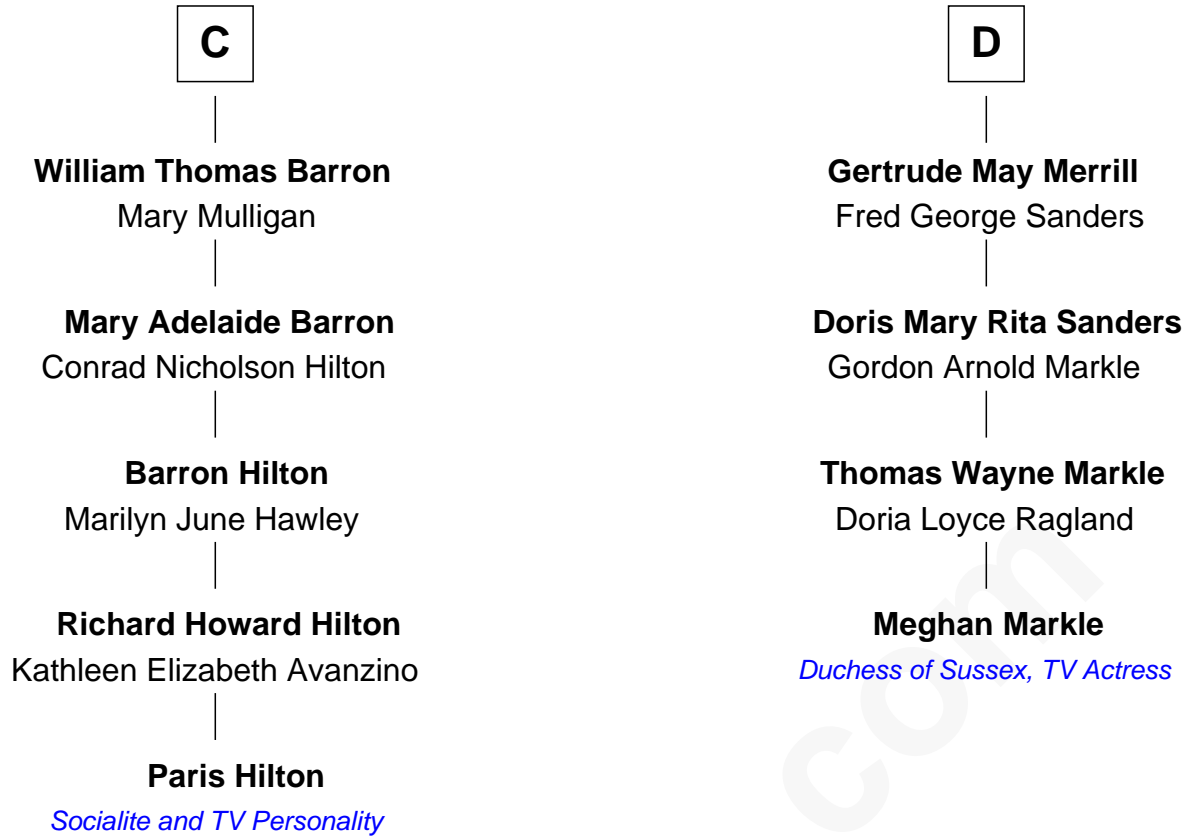 C
William Thomas Barron
Mary Mulligan
Mary Adelaide Barron
Conrad Nicholson Hilton
Barron Hilton
Marilyn June Hawley
Richard Howard Hilton
Kathleen Elizabeth Avanzino
Paris Hilton
Socialite and TV Personality
D
Gertrude May Merrill
Fred George Sanders
Doris Mary Rita Sanders
Gordon Arnold Markle
Thomas Wayne Markle
Doria Loyce Ragland
Meghan Markle
Duchess of Sussex, TV Actress
com